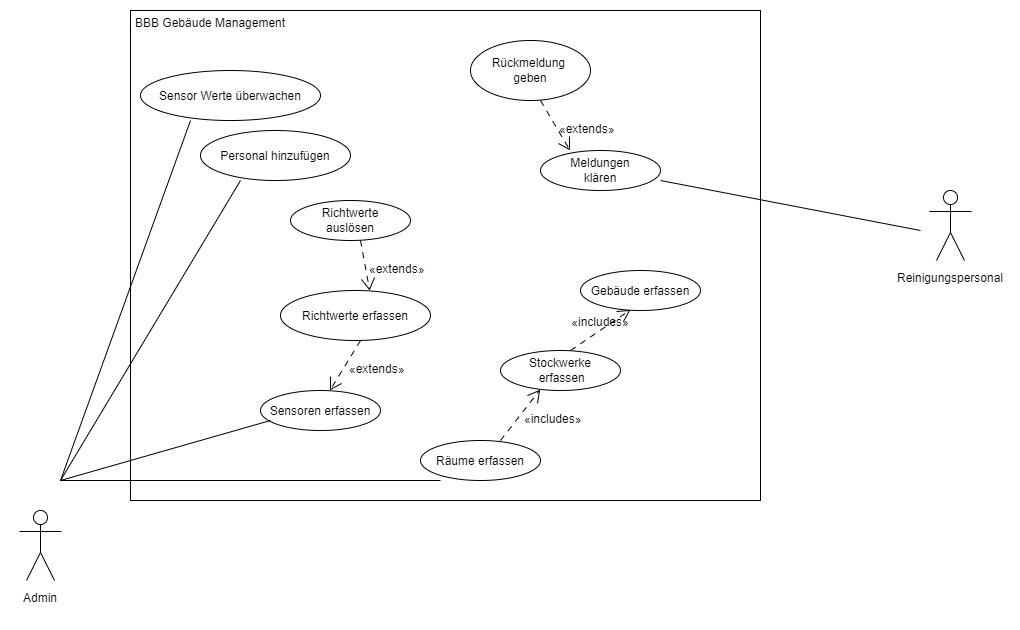 BBB Gebäude Management
Rückmeldung
geben
Sensor Werte überwachen
«extends»
Personal hinzufügen
Meldungen
klären
Richtwerte
auslösen
«extends»
Reinigungspersonal
Gebäude erfassen
Richtwerte erfassen
«includes»
Stockwerke
erfassen
«extends»
Sensoren erfassen
«includes»
Räume erfassen
Admin